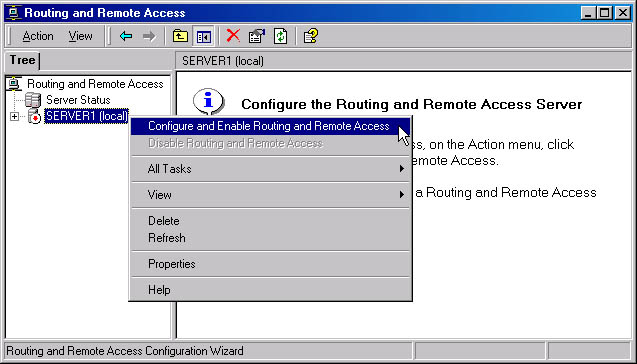 Routing and Remote Access
Action View
Tree
SERVER1 (local)
Routing and Remote Access
Server Status
SERVER1 (local)
Configure the Routing and Remote Access Server
Configure and Enable Routing and Remote Access
Disable Routing and Remote Access
ss, on the Action menu, click
emote Access.
All Tasks
a Routing and Remote Access
View
Delete
Refresh
Properties
Help
Routing and Remote Access Configuration Wizard